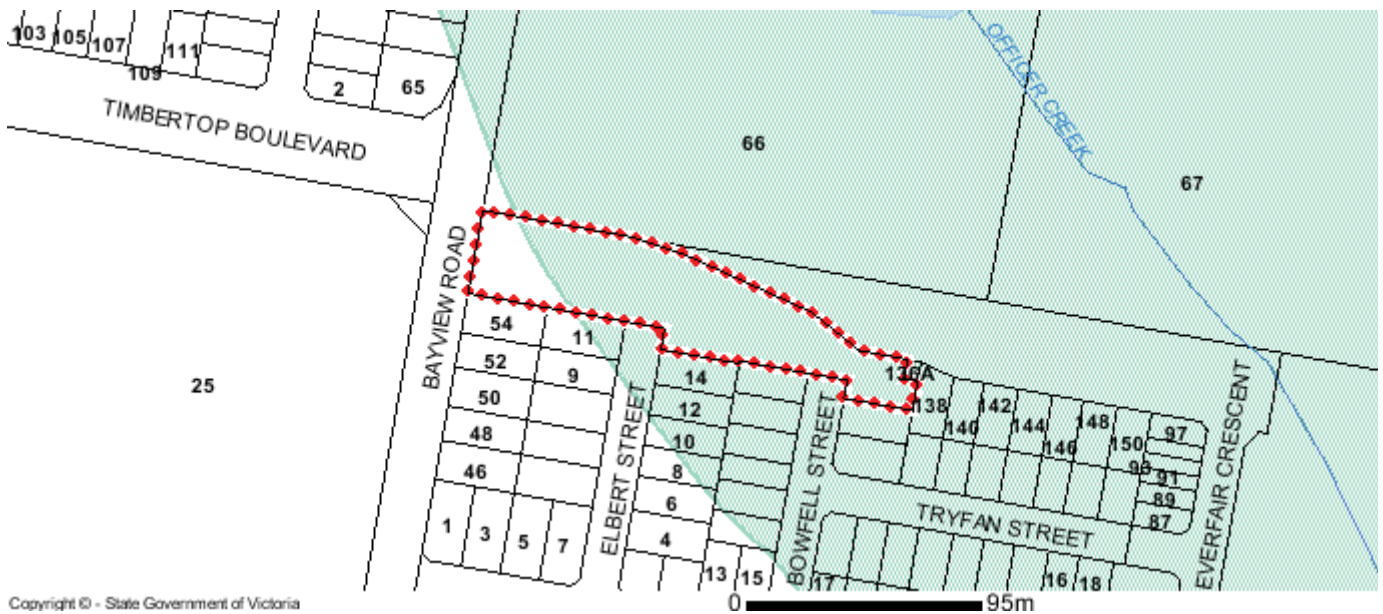 103 105 107 111
109
2 65
TIMBERTOP BOULEVARD
66
OFFICER CREEK
67
BAYVIEW ROAD
25
54 11
52 9
50
48
46
1 3 5 7
ELBERT STREET
14
12
10
8
6
4
13 15
BOWFELL STREET
17
136A
138 140 142 144 146 148 150
97
91
89
87
TRYFAN STREET
16 18
EVERFAIR CRESCENT
Copyright © - State Government of Victoria
0 95m